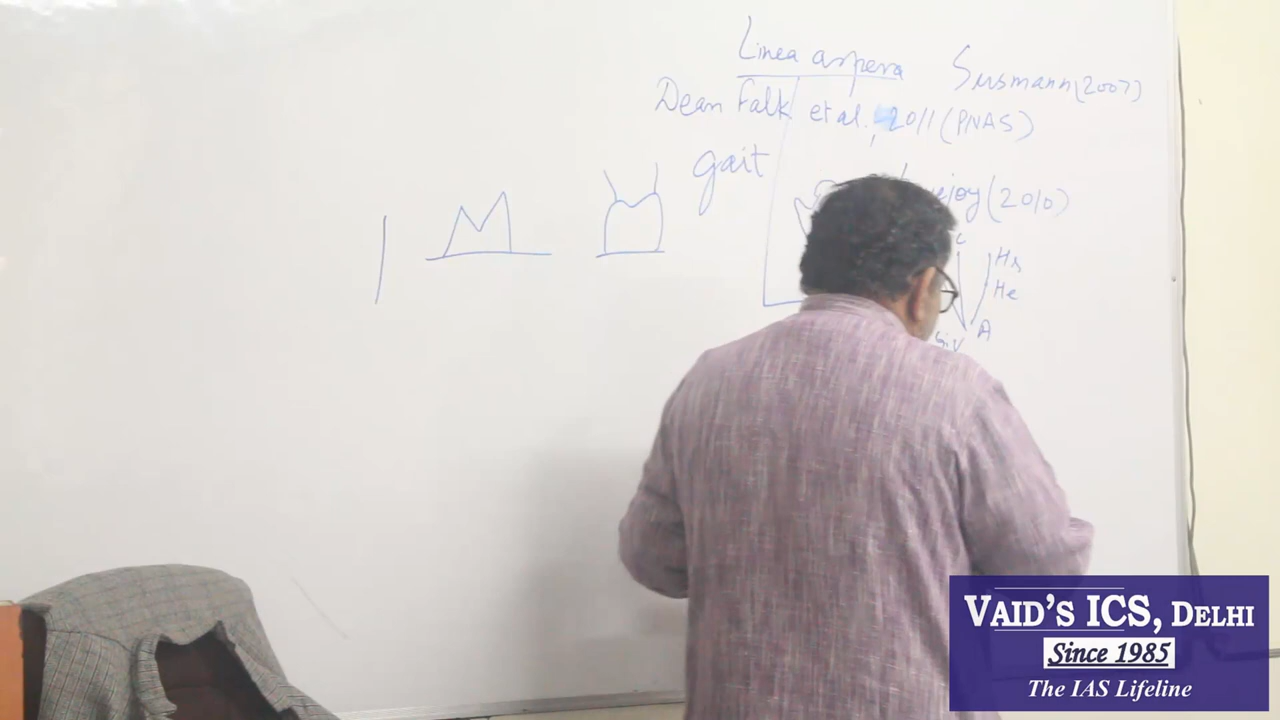 Linea aspera Susmann (2007)
Dean Falk et al., 2011 (PNAS)
gait
(2010)
C
Hs
He
A
VAID'S ICS, DELHI
Since 1985
The IAS Lifeline